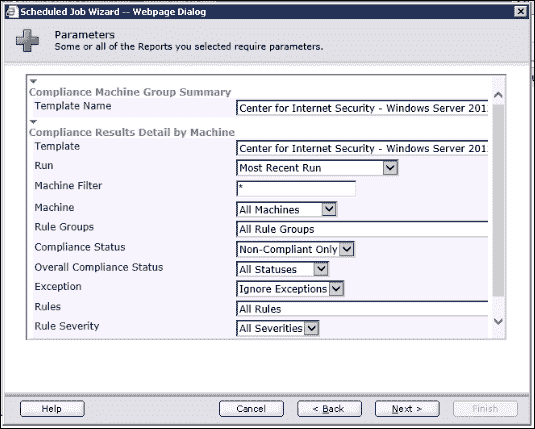 Scheduled Job Wizard -- Webpage Dialog
Parameters
Some or all of the Reports you selected require parameters.
Compliance Machine Group Summary
Template Name Center for Internet Security - Windows Server 201
Compliance Results Detail by Machine
Template Center for Internet Security - Windows Server 201
Run Most Recent Run
Machine Filter *
Machine All Machines
Rule Groups All Rule Groups
Compliance Status Non-Compliant Only
Overall Compliance Status All Statuses
Exception Ignore Exceptions
Rules All Rules
Rule Severity All Severities
Help Cancel < Back Next > Finish